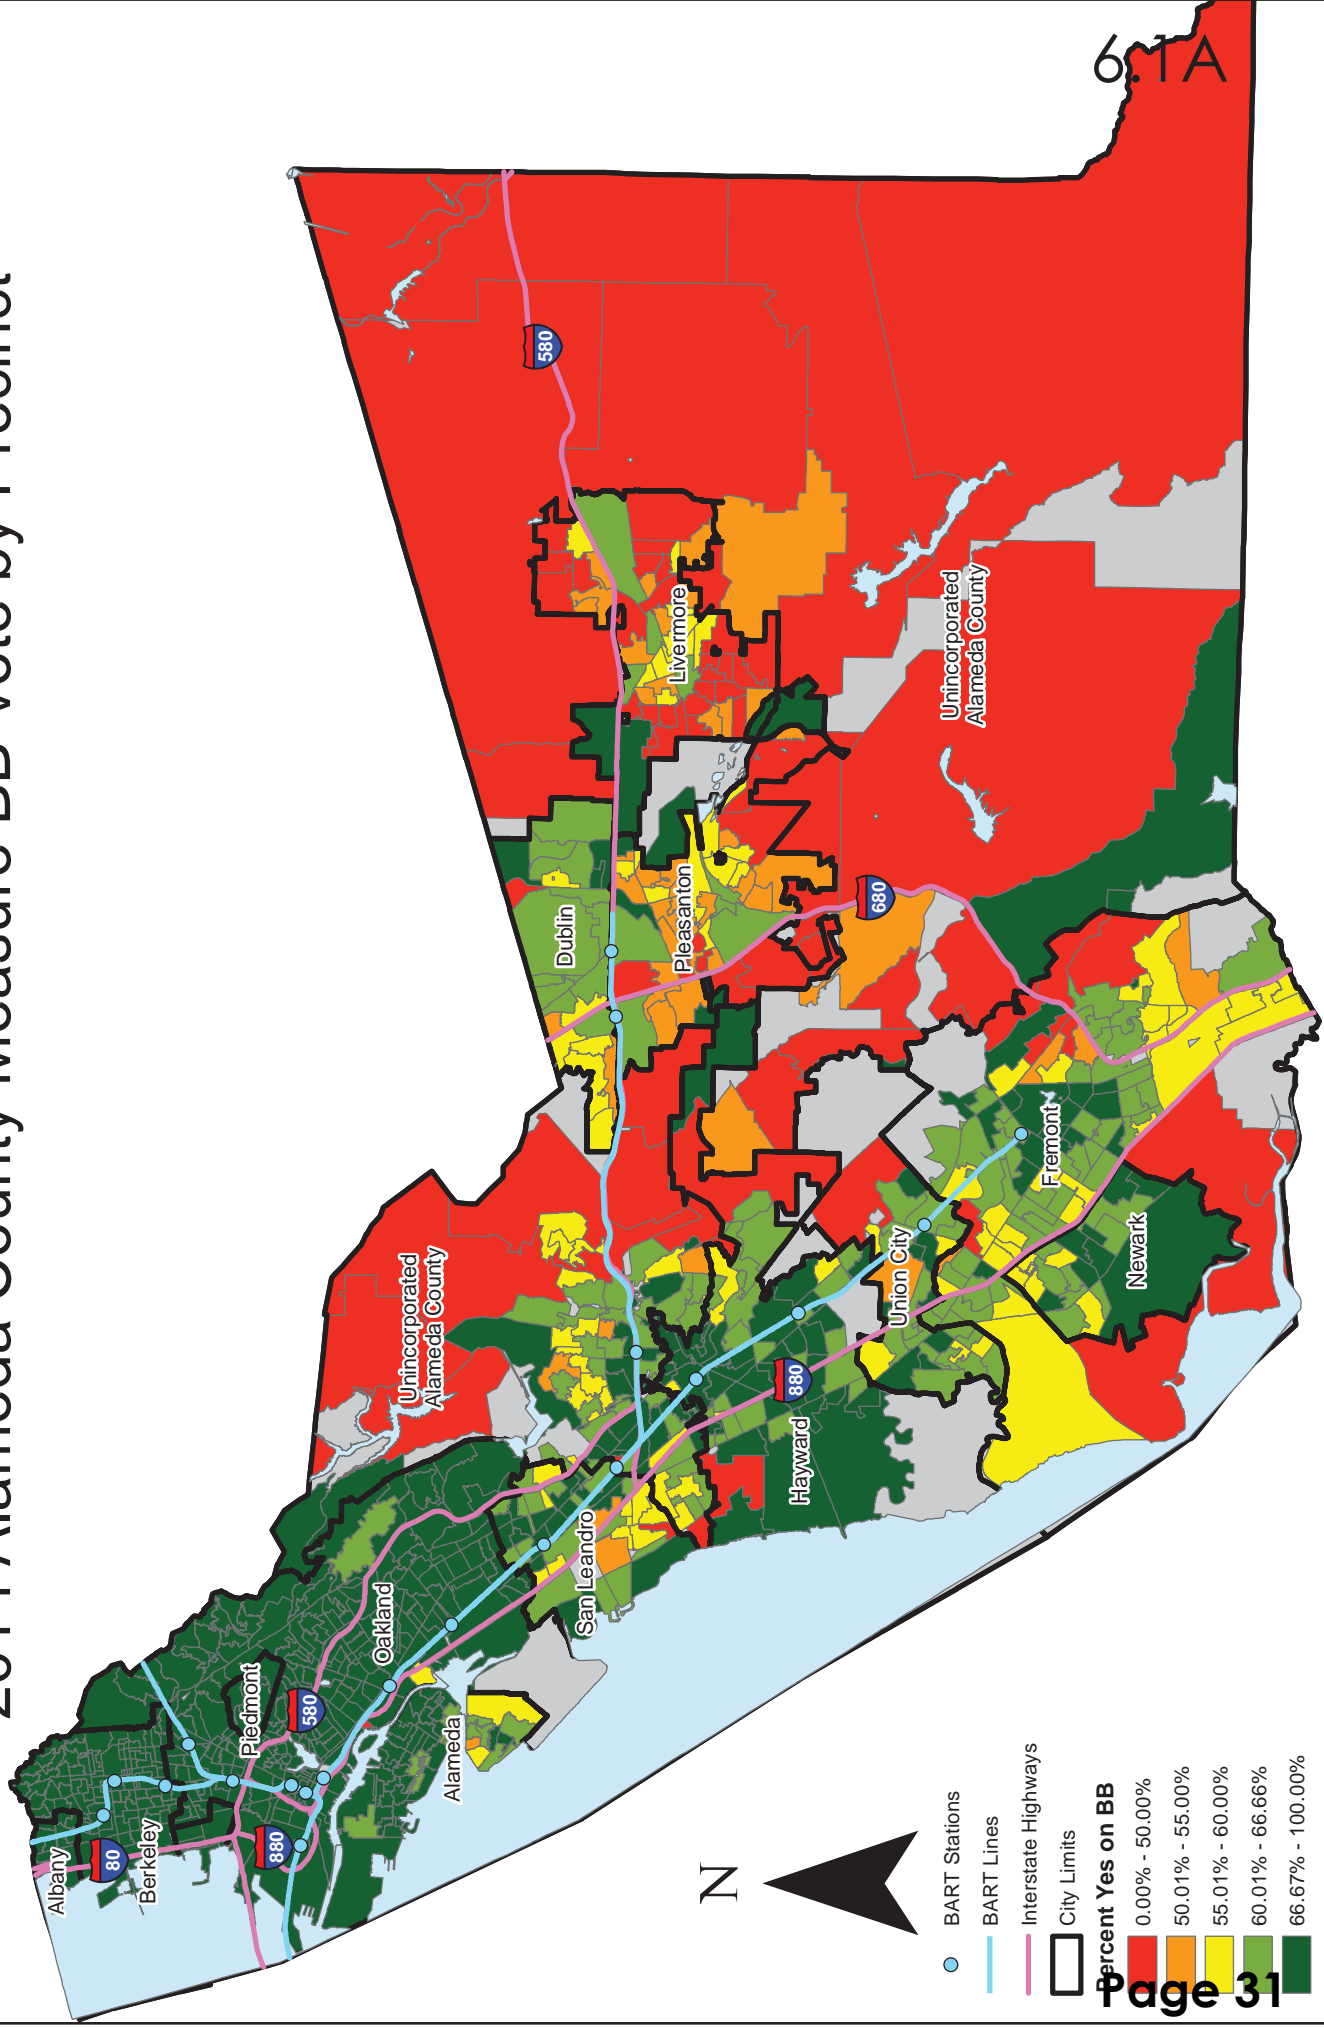 2014 Alameda County Measure BB Vote by Precinct
6.1A
Albany
Berkeley
Piedmont
Oakland
Alameda
San Leandro
Hayward
Union City
Newark
Fremont
Unincorporated
Alameda County
Dublin
Pleasanton
Livermore
Unincorporated
Alameda County
80
880
580
880
680
580
N
BART Stations
BART Lines
Interstate Highways
City Limits
Percent Yes on BB
0.00% - 50.00%
50.01% - 55.00%
55.01% - 60.00%
60.01% - 66.66%
66.67% - 100.00%
Page 31